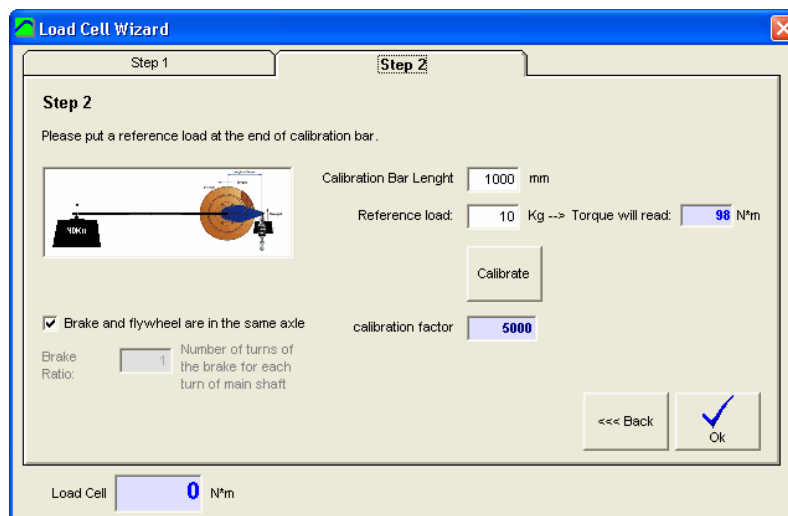 Load Cell Wizard
Step 1
Step 2
Step 2
Please put a reference load at the end of calibration bar.
Calibration Bar Lenght 1000 mm
Reference load: 10 Kg --> Torque will read: 98 N*m
Calibrate
Brake and flywheel are in the same axle
calibration factor 5000
Brake Ratio: 1 Number of turns of
the brake for each
turn of main shaft
<<< Back
Ok
Load Cell 0 N*m